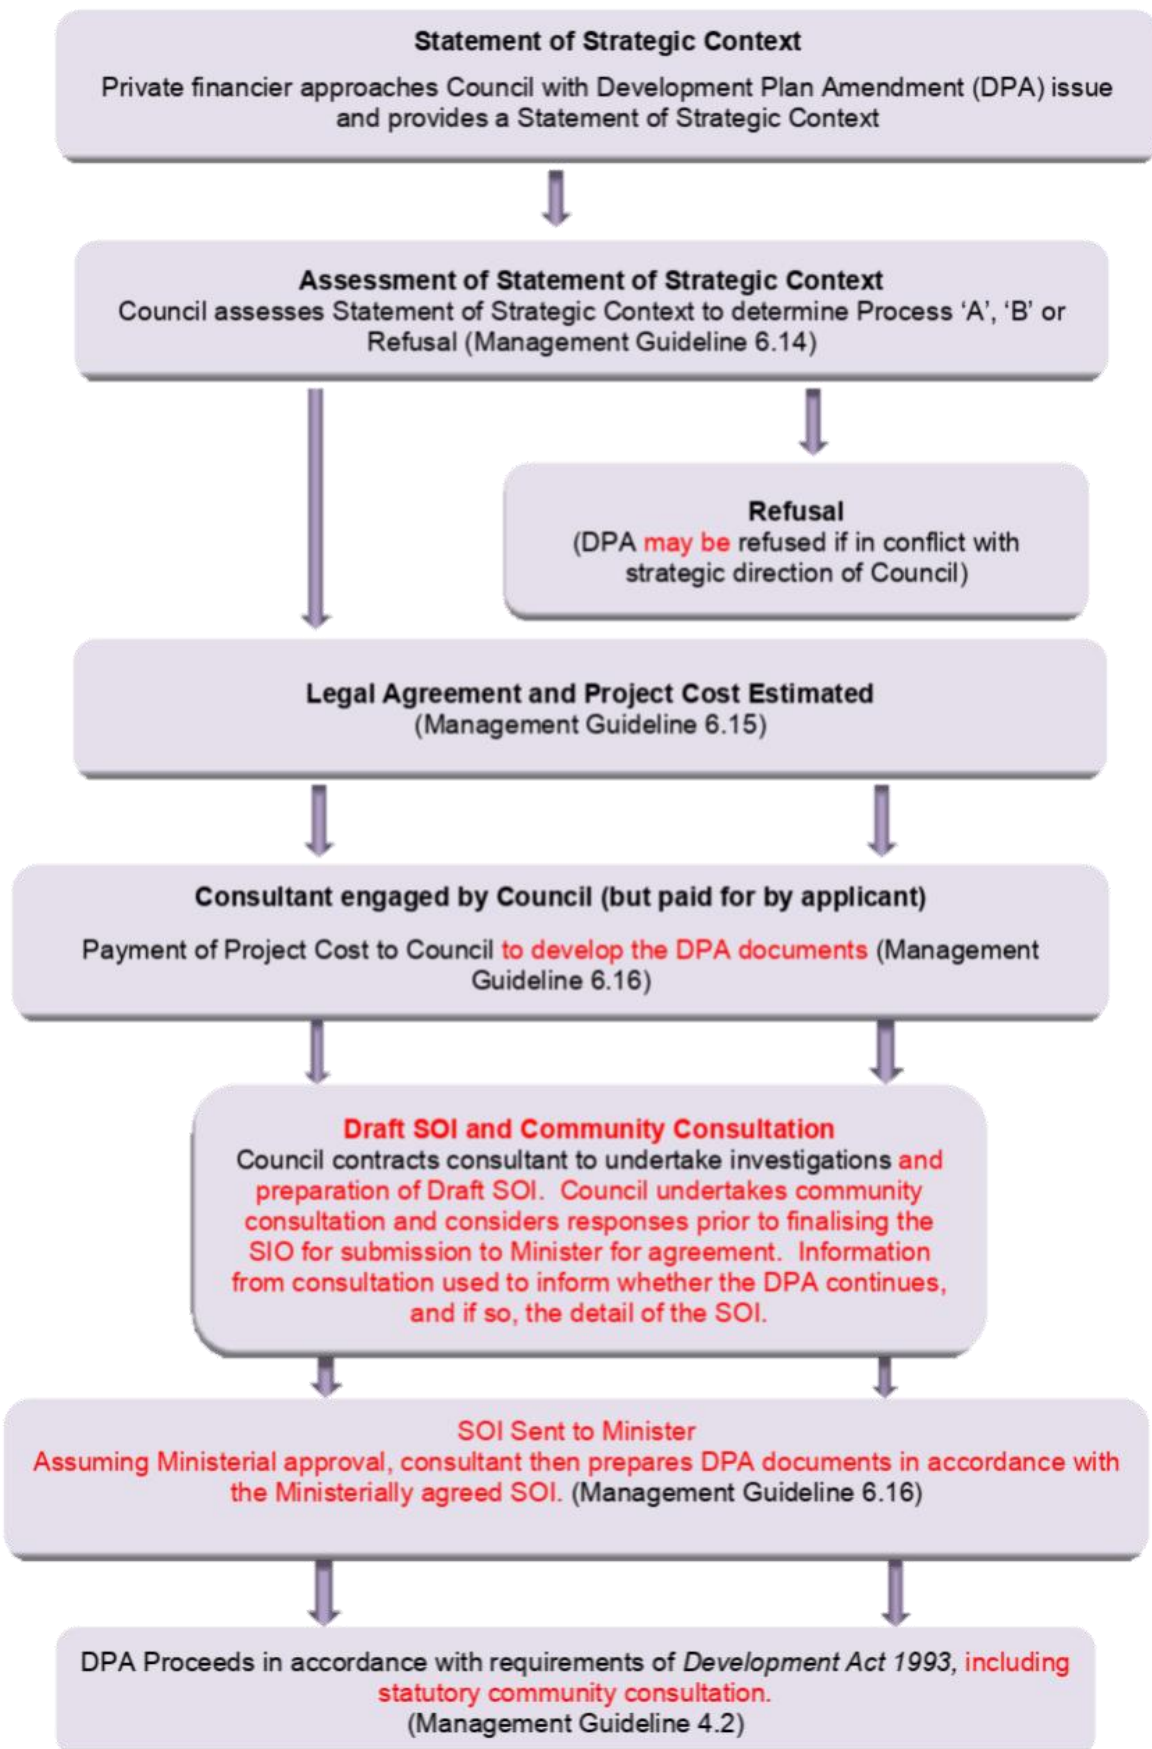 Statement of Strategic Context
Private financier approaches Council with Development Plan Amendment (DPA) issue
and provides a Statement of Strategic Context
Assessment of Statement of Strategic Context
Council assesses Statement of Strategic Context to determine Process ‘A’, ‘B’ or
Refusal (Management Guideline 6.14)
Refusal
(DPA may be refused if in conflict with
strategic direction of Council)
Legal Agreement and Project Cost Estimated
(Management Guideline 6.15)
Consultant engaged by Council (but paid for by applicant)
Payment of Project Cost to Council to develop the DPA documents (Management
Guideline 6.16)
Draft SOI and Community Consultation
Council contracts consultant to undertake investigations and
preparation of Draft SOI.  Council undertakes community
consultation and considers responses prior to finalising the
SIO for submission to Minister for agreement.  Information
from consultation used to inform whether the DPA continues,
and if so, the detail of the SOI.
SOI Sent to Minister
Assuming Ministerial approval, consultant then prepares DPA documents in accordance with
the Ministerially agreed SOI. (Management Guideline 6.16)
DPA Proceeds in accordance with requirements of Development Act 1993, including
statutory community consultation.
(Management Guideline 4.2)